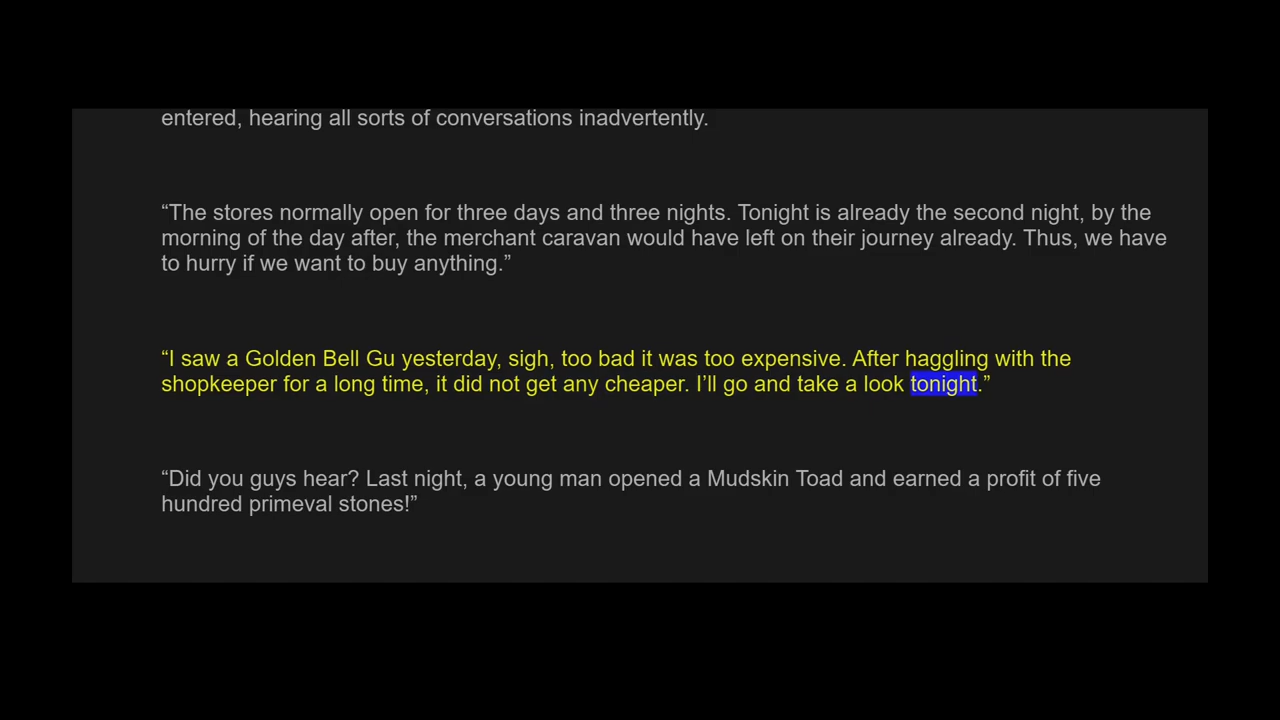 entered, hearing all sorts of conversations inadvertently.
“The stores normally open for three days and three nights. Tonight is already the second night, by the
morning of the day after, the merchant caravan would have left on their journey already. Thus, we have
to hurry if we want to buy anything.”
“I saw a Golden Bell Gu yesterday, sigh, too bad it was too expensive. After haggling with the
shopkeeper for a long time, it did not get any cheaper. I’ll go and take a look tonight.”
“Did you guys hear? Last night, a young man opened a Mudskin Toad and earned a profit of five
hundred primeval stones!”